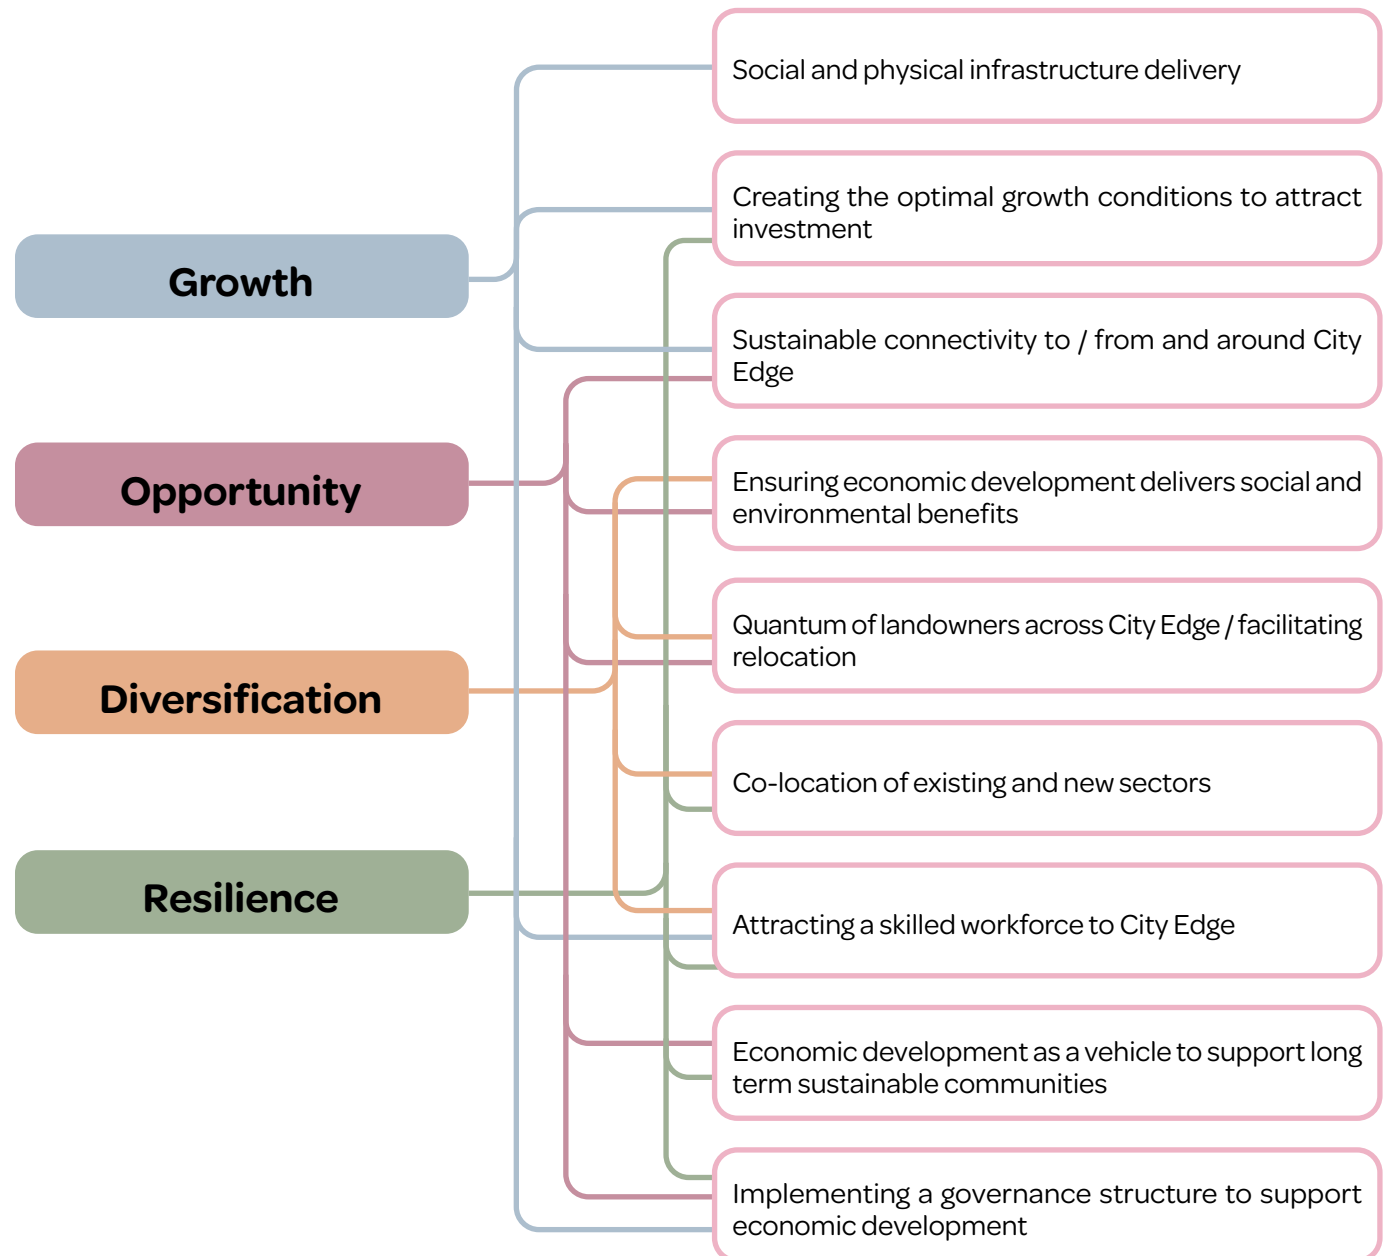 Growth
Opportunity
Diversification
Resilience
Social and physical infrastructure delivery
Creating the optimal growth conditions to attract
investment
Sustainable connectivity to / from and around City
Edge
Ensuring economic development delivers social and
environmental benefits
Quantum of landowners across City Edge / facilitating
relocation
Co-location of existing and new sectors
Attracting a skilled workforce to City Edge
Economic development as a vehicle to support long
term sustainable communities
Implementing a governance structure to support
economic development